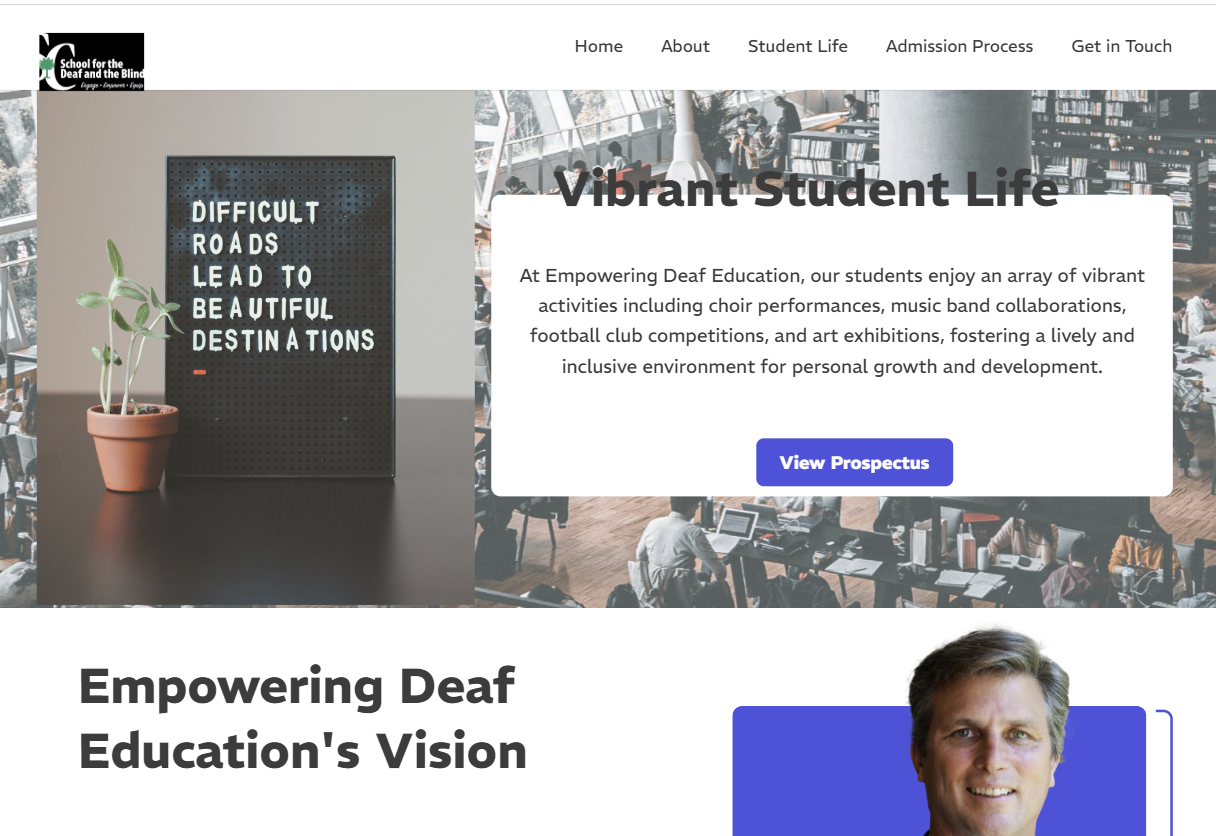 Home About Student Life Admission Process Get in Touch
School for the
Deaf and the Blind
Engage • Empower • Equip
DIFFICULT
ROADS
LEAD TO
BEAUTIFUL
DESTINATIONS
Vibrant Student Life
At Empowering Deaf Education, our students enjoy an array of vibrant
activities including choir performances, music band collaborations,
football club competitions, and art exhibitions, fostering a lively and
inclusive environment for personal growth and development.
View Prospectus
Empowering Deaf
Education's Vision